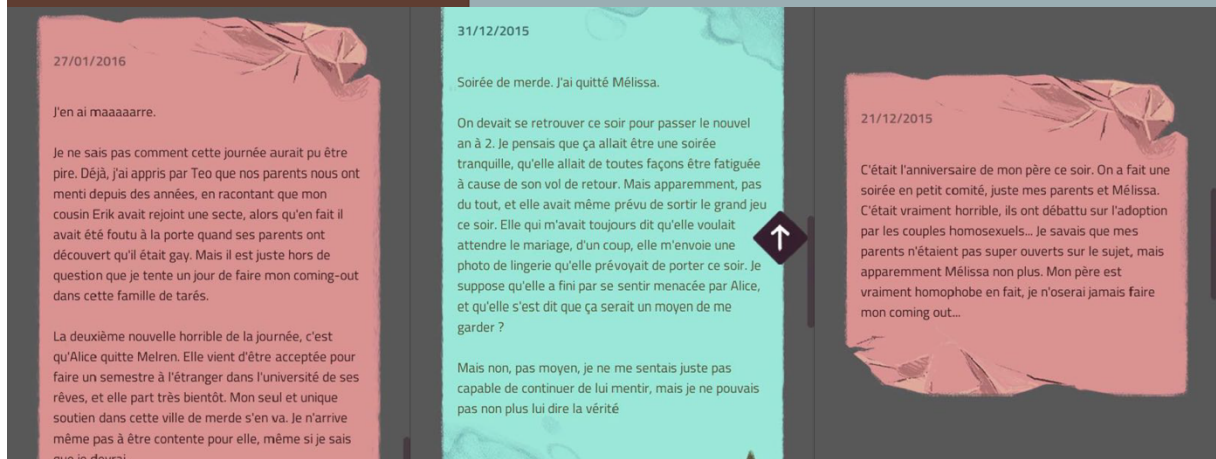 27/01/2016
J'en ai maaaaarre.
Je ne sais pas comment cette journée aurait pu être
pire. Déjà, j'ai appris par Teo que nos parents nous ont
menti depuis des années, en racontant que mon
cousin Erik avait rejoint une secte, alors qu'en fait il
avait été foutu à la porte quand ses parents ont
découvert qu'il était gay. Mais il est juste hors de
question que je tente un jour de faire mon coming-out
dans cette famille de tarés.
La deuxième nouvelle horrible de la journée, c'est
qu'Alice quitte Melren. Elle vient d'être acceptée pour
faire un semestre à l'étranger dans l'université de ses
rêves, et elle part très bientôt. Mon seul et unique
soutien dans cette ville de merde s'en va. Je n'arrive
même pas à être contente pour elle, même si je sais
que je devrai
31/12/2015
Soirée de merde. J'ai quitté Mélissa.
On devait se retrouver ce soir pour passer le nouvel
an à 2. Je pensais que ça allait être une soirée
tranquille, qu'elle allait de toutes façons être fatiguée
à cause de son vol de retour. Mais apparemment, pas
du tout, et elle avait même prévu de sortir le grand jeu
ce soir. Elle qui m'avait toujours dit qu'elle voulait
attendre le mariage, d'un coup, elle m'envoie une
photo de lingerie qu'elle prévoyait de porter ce soir. Je
suppose qu'elle a fini par se sentir menacée par Alice,
et qu'elle s'est dit que ça serait un moyen de me
garder ?
Mais non, pas moyen, je ne me sentais juste pas
capable de continuer de lui mentir, mais je ne pouvais
pas non plus lui dire la vérité
21/12/2015
C'était l'anniversaire de mon père ce soir. On a fait une
soirée en petit comité, juste mes parents et Mélissa.
C'était vraiment horrible, ils ont débattu sur l'adoption
par les couples homosexuels... Je savais que mes
parents n'étaient pas super ouverts sur le sujet, mais
apparemment Mélissa non plus. Mon père est
vraiment homophobe en fait, je n'oserai jamais faire
mon coming out...